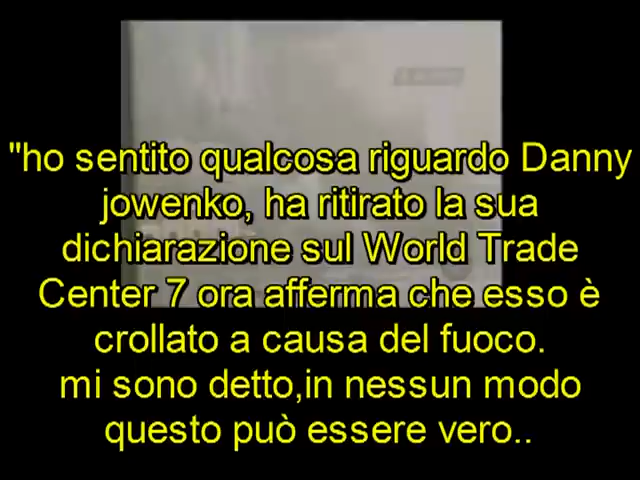 "ho sentito qualcosa riguardo Danny
jowenko, ha ritirato la sua
dichiarazione sul World Trade
Center 7 ora afferma che esso è
crollato a causa del fuoco.
mi sono detto,in nessun modo
questo può essere vero..